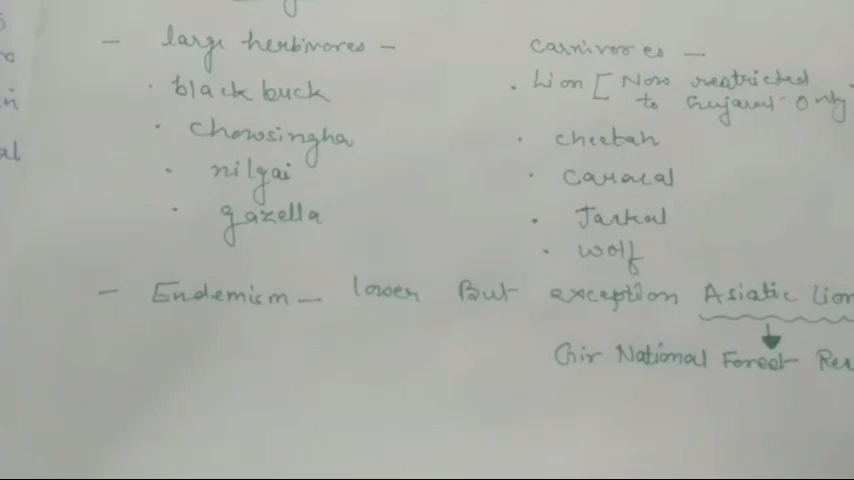 - large herbivores -
· black buck
· chowsingha
· nilgai
· gazella
carnivores -
· Lion [ Now restricted
to Gujarat only
· cheetah
· caracal
· Jackal
· wolf
- Endemism - lower But exception Asiatic Lion
Gir National Forest